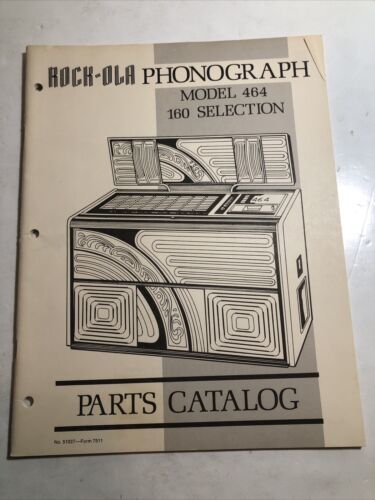 ROCK-OLA PHONOGRAPH
MODEL 464
160 SELECTION
464
PARTS CATALOG
No. 51027—Form 7511